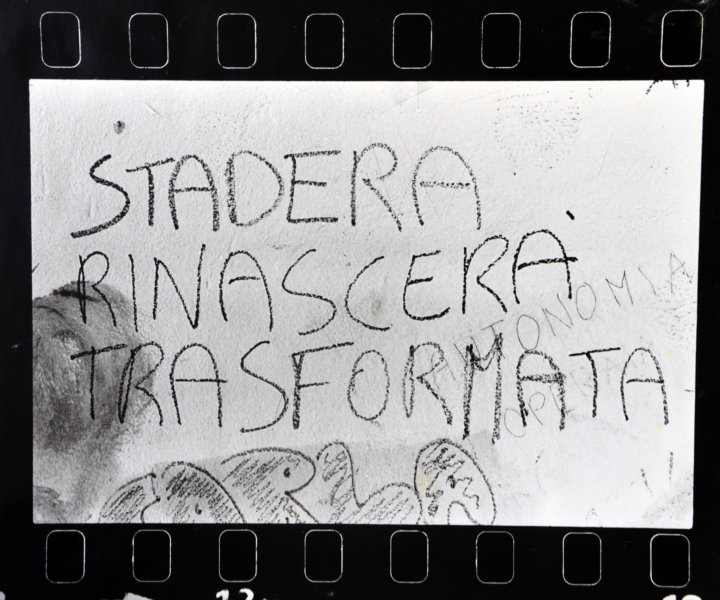 STADERA
RINASCERÀ
TRASFORMATA
AUTONOMIA
OPERAIA